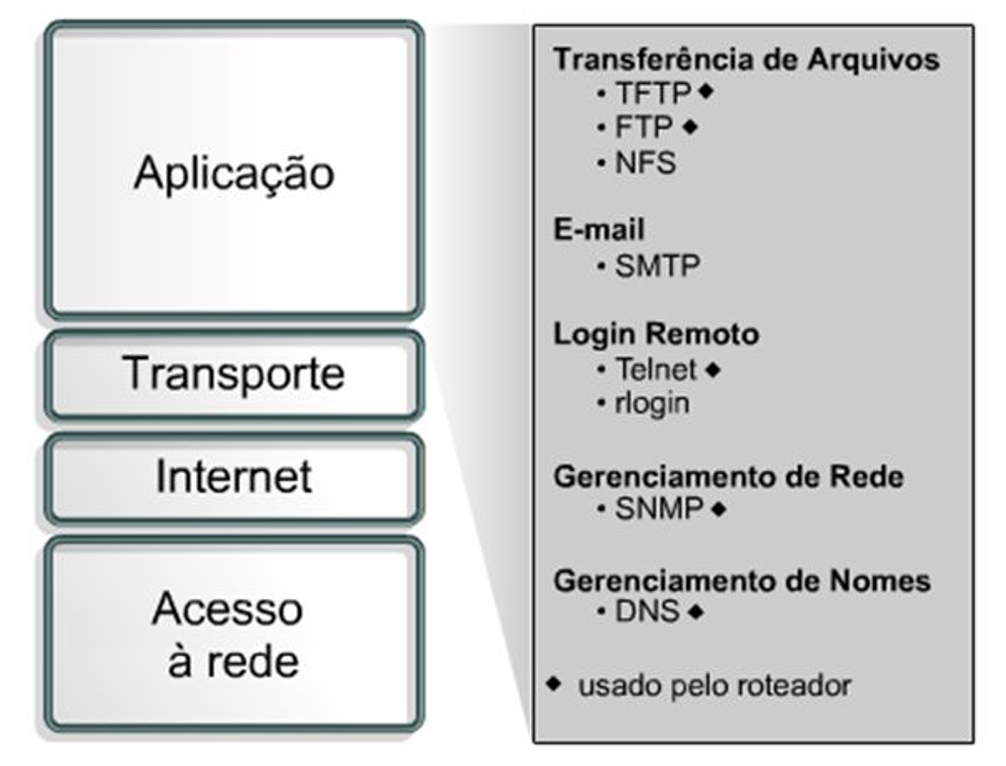 Aplicação
Transporte
Internet
Acesso
à rede
Transferência de Arquivos
• TFTP ◆
• FTP ◆
• NFS
E-mail
• SMTP
Login Remoto
• Telnet ◆
• rlogin
Gerenciamento de Rede
• SNMP ◆
Gerenciamento de Nomes
• DNS ◆
◆ usado pelo roteador